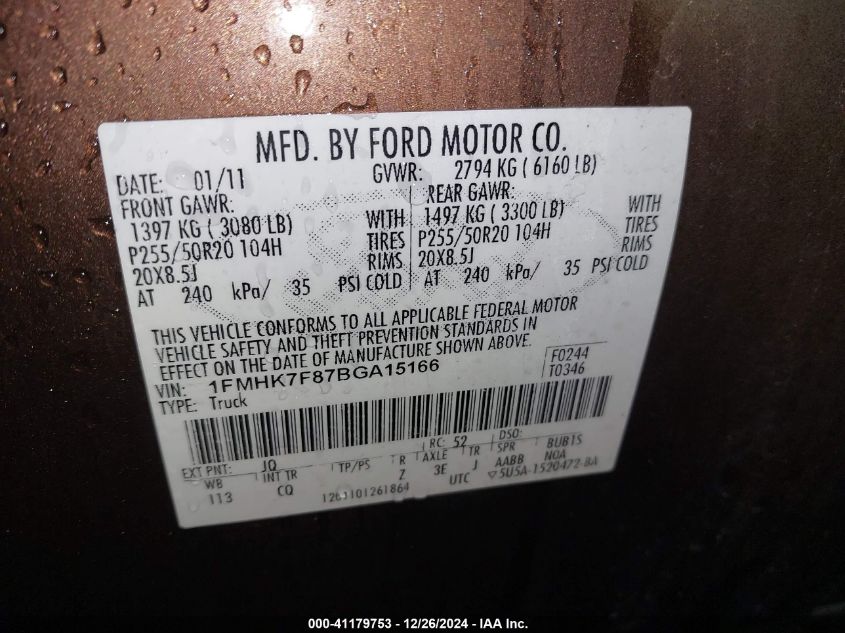 MFD. BY FORD MOTOR CO.
DATE: 01/11 GVWR: 2794 KG ( 6160 LB)
FRONT GAWR: REAR GAWR:
1397 KG ( 3080 LB) WITH 1497 KG ( 3300 LB) WITH
P255/50R20 104H TIRES P255/50R20 104H TIRES
20X8.5J RIMS 20X8.5J RIMS
AT 240 kPa/ 35 PSI COLD AT 240 kPa/ 35 PSI COLD
THIS VEHICLE CONFORMS TO ALL APPLICABLE FEDERAL MOTOR
VEHICLE SAFETY AND THEFT PREVENTION STANDARDS IN
EFFECT ON THE DATE OF MANUFACTURE SHOWN ABOVE.
F0244
VIN: 1FMHK7F87BGA15166 T0346
TYPE: Truck
EXT PNT: JQ RC: 52 DSO:
WB INT TR TP/PS R AXLE TR SPR BUB1S
113 CQ Z 3E J AABB NOA
UTC ▽5U5A-1520472-BA
000-41179753 - 12/26/2024 - IAA Inc.